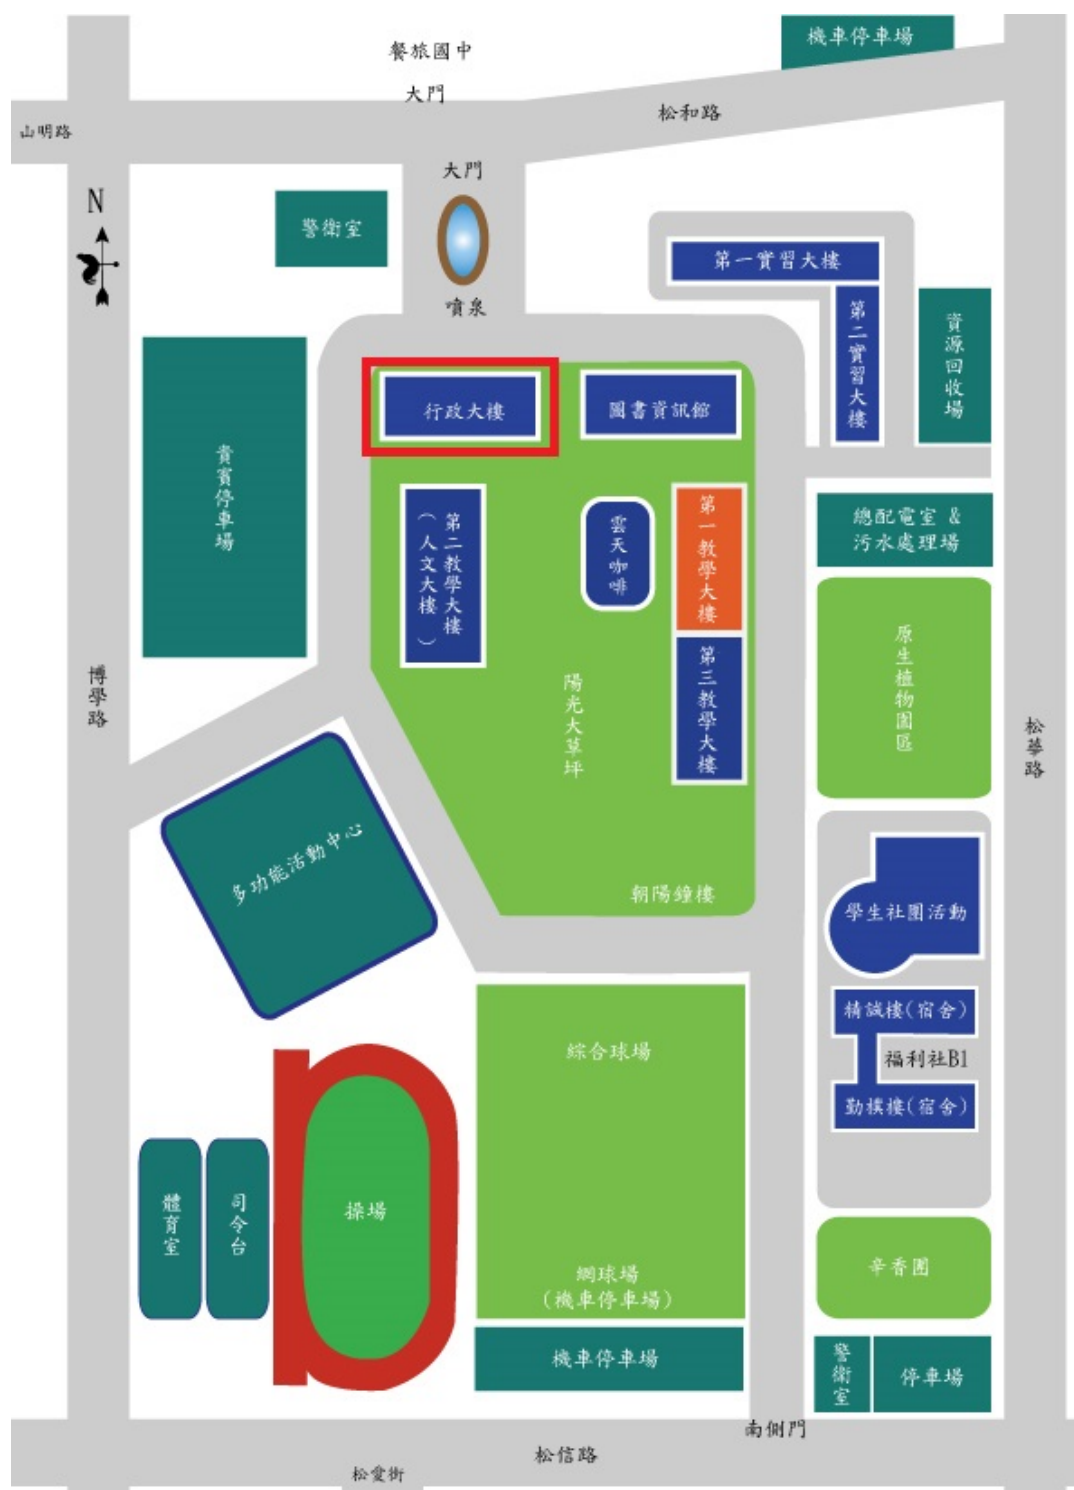 機車停車場
餐旅國中
大門
松和路
山明路
大門
N
警衛室
第一實習大樓
噴泉
第二實習大樓
資源回收場
行政大樓
圖書資訊館
貴賓停車場
第二教學大樓
（人文大樓）
雲天咖啡
第一教學大樓
總配電室 &
污水處理場
博學路
陽光大草坪
第三教學大樓
原生植物園區
松華路
多功能活動中心
朝陽鐘樓
學生社團活動
精誠樓(宿舍)
綜合球場
福利社B1
勤樸樓(宿舍)
體育室
司令台
操場
網球場
(機車停車場)
辛香園
機車停車場
警衛室
停車場
南側門
松信路
松愛街